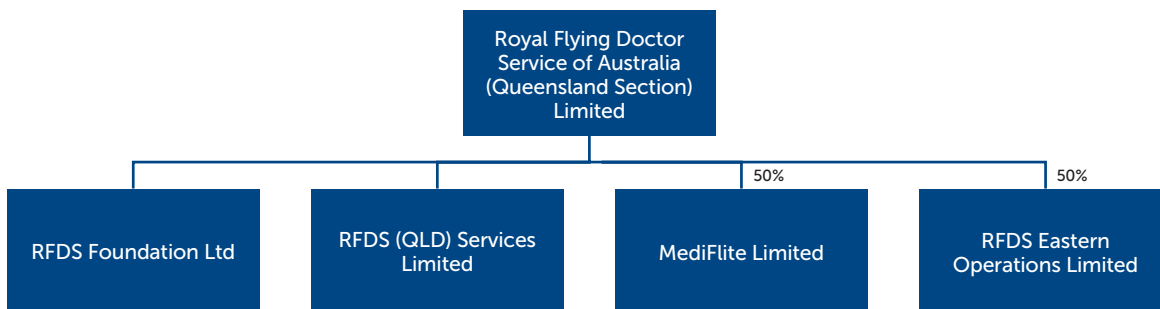 Royal Flying Doctor
Service of Australia
(Queensland Section)
Limited
50%
50%
RFDS Foundation Ltd
RFDS (QLD) Services
Limited
MediFlite Limited
RFDS Eastern
Operations Limited